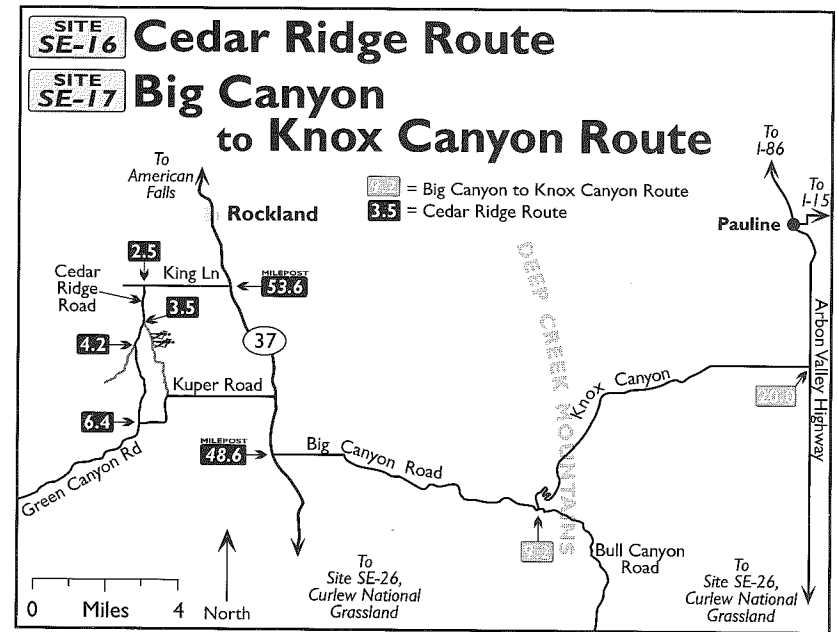 SITE
SE-16
Cedar Ridge Route
SITE
SE-17
Big Canyon
to Knox Canyon Route
To
American
Falls
To
I-86
To
I-15
= Big Canyon to Knox Canyon Route
3.5 = Cedar Ridge Route
Rockland
Pauline
2.5
King Ln
MILEPOST
53.6
Cedar
Ridge
Road
3.5
4.2
37
DEEP CREEK MOUNTAINS
Arbon Valley Highway
Knox Canyon
Kuper Road
20.0
6.4
MILEPOST
48.6
Big Canyon Road
Green Canyon Rd
Bull Canyon
Road
To
Site SE-26,
Curlew National
Grassland
To
Site SE-26,
Curlew National
Grassland
0 Miles 4
North